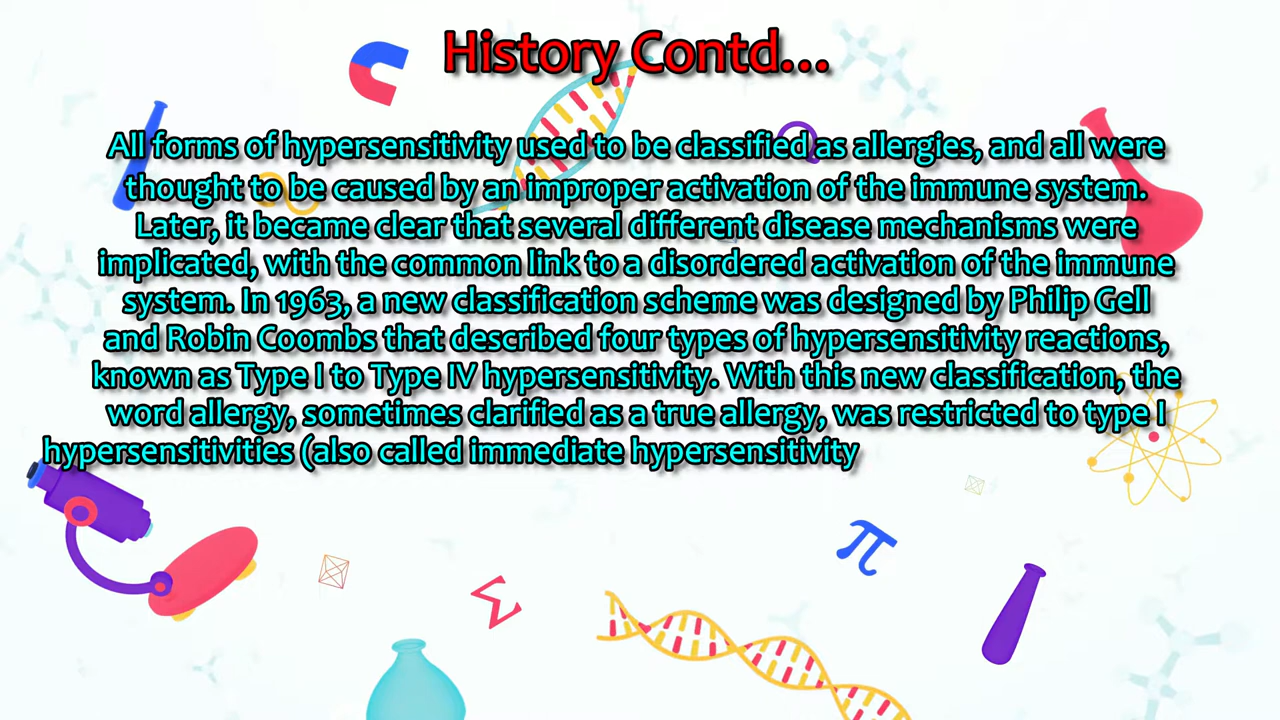 History Contd...
All forms of hypersensitivity used to be classified as allergies, and all were
thought to be caused by an improper activation of the immune system.
Later, it became clear that several different disease mechanisms were
implicated, with the common link to a disordered activation of the immune
system. In 1963, a new classification scheme was designed by Philip Gell
and Robin Coombs that described four types of hypersensitivity reactions,
known as Type I to Type IV hypersensitivity. With this new classification, the
word allergy, sometimes clarified as a true allergy, was restricted to type I
hypersensitivities (also called immediate hypersensitivity
π
Σ